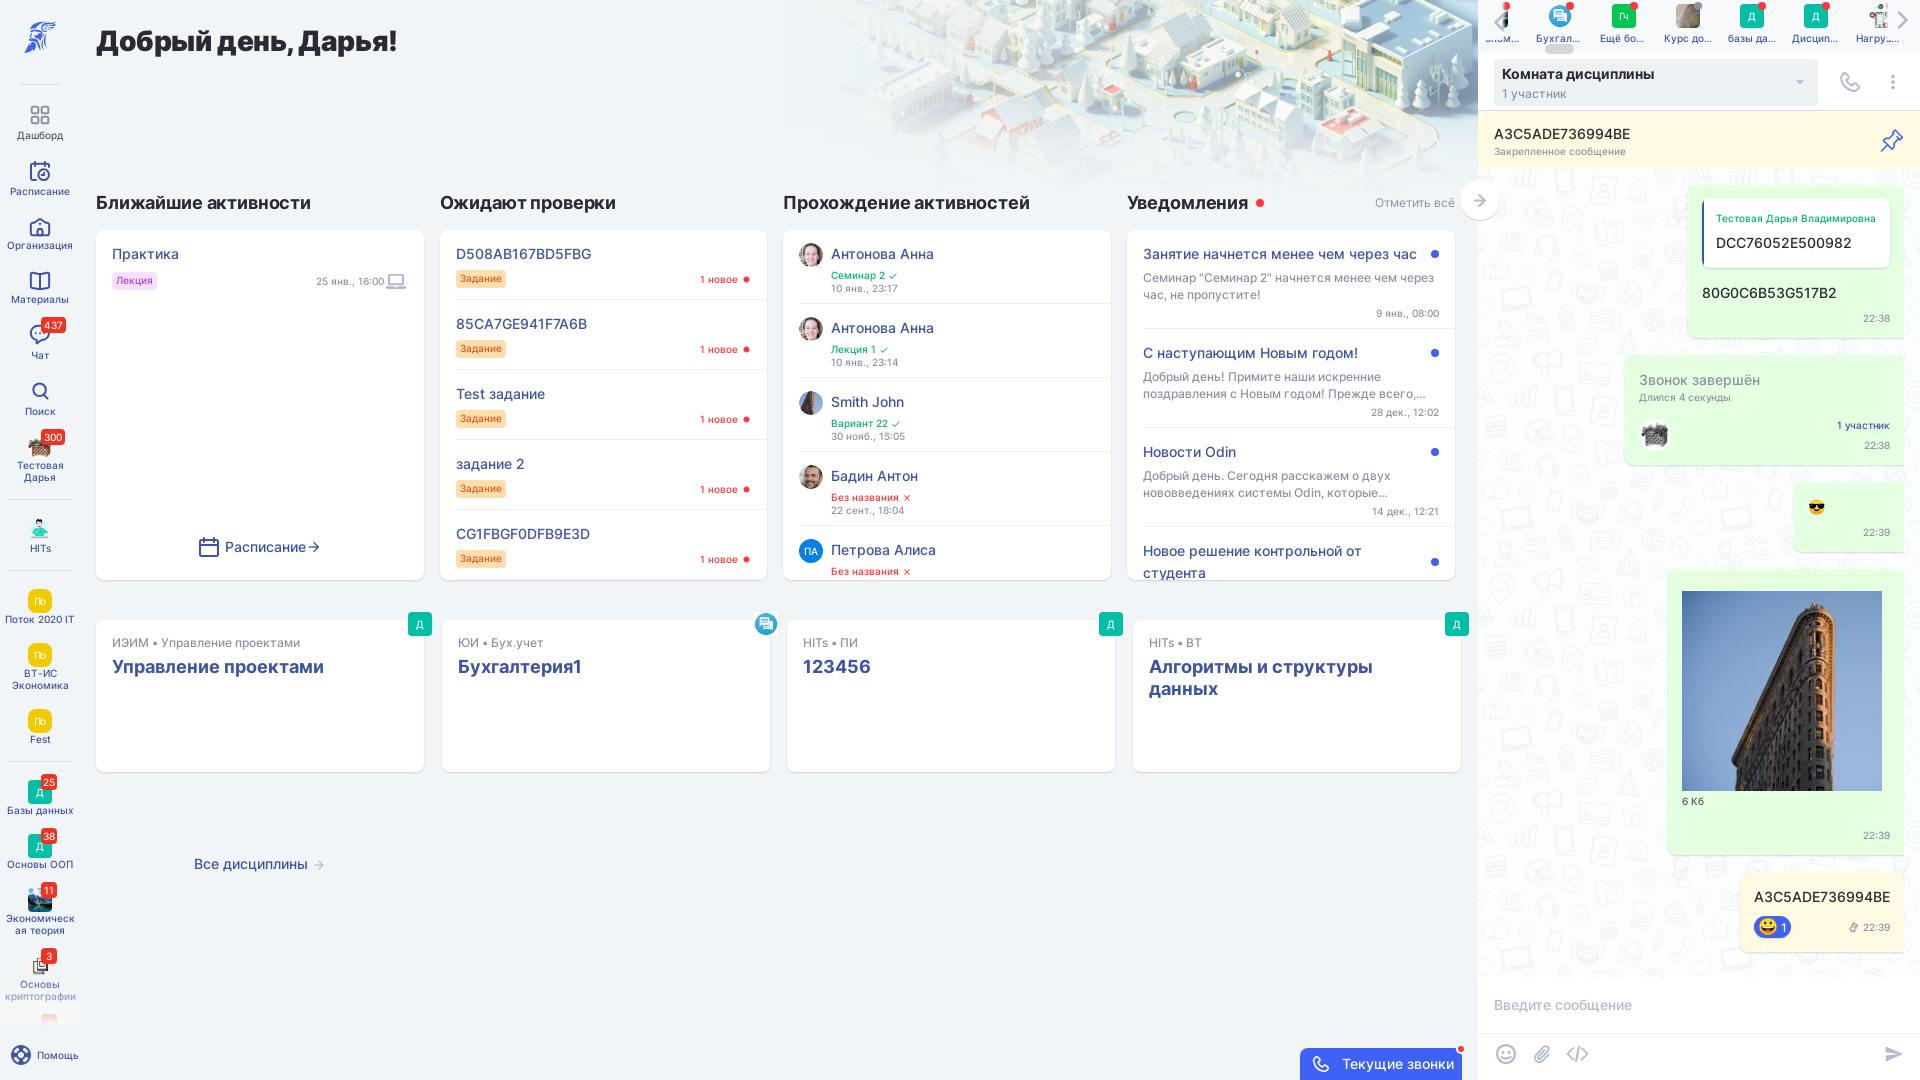 Добрый день, Дарья!
Дашборд
Расписание
Организация
Материалы
437
Чат
Поиск
300
Тестовая
Дарья
HITs
По
Поток 2020 IT
По
ВТ-ИС
Экономика
По
Fest
25
Д
Базы данных
38
Д
Основы ООП
11
Экономическ
ая теория
3
Основы
криптографии
Помощь
Ближайшие активности
Практика
Лекция
25 янв., 16:00
Расписание
Ожидают проверки
D508AB167BD5FBG
Задание
1 новое
85CA7GE941F7A6B
Задание
1 новое
Test задание
Задание
1 новое
задание 2
Задание
1 новое
CG1FBGF0DFB9E3D
Задание
1 новое
Прохождение активностей
Антонова Анна
Семинар 2
10 янв., 23:17
Антонова Анна
Лекция 1
10 янв., 23:14
Smith John
Вариант 22
30 нояб., 15:05
Бадин Антон
Без названия
22 сент., 18:04
ПА
Петрова Алиса
Без названия
Уведомления
Отметить всё
Занятие начнется менее чем через час
Семинар "Семинар 2" начнется менее чем через
час, не пропустите!
9 янв., 08:00
С наступающим Новым годом!
Добрый день! Примите наши искренние
поздравления с Новым годом! Прежде всего,...
28 дек., 12:02
Новости Odin
Добрый день. Сегодня расскажем о двух
нововведениях системы Odin, которые...
14 дек., 12:21
Новое решение контрольной от
студента
Д
ИЭИМ • Управление проектами
Управление проектами
ЮИ • Бух.учет
Бухгалтерия1
Д
HITs • ПИ
123456
Д
HITs • ВТ
Алгоритмы и структуры
данных
Все дисциплины
Текущие звонки
Бухгал...
Гч
Ещё бо...
Курс до...
Д
базы да...
Д
Дисцип...
Нагруз...
Комната дисциплины
1 участник
A3C5ADE736994BE
Закрепленное сообщение
Тестовая Дарья Владимировна
DCC76052E500982
80G0C6B53G517B2
22:38
Звонок завершён
Длился 4 секунды
1 участник
22:38
22:39
6 Кб
22:39
A3C5ADE736994BE
1
22:39
Введите сообщение